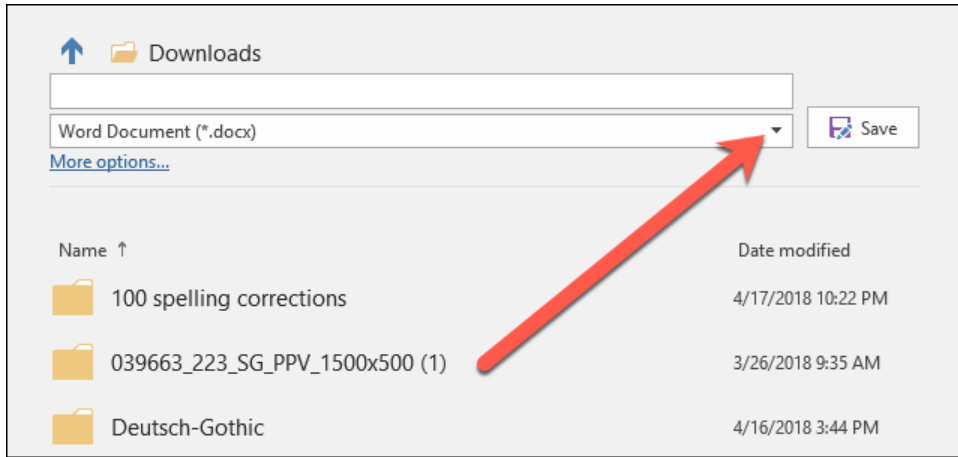 Downloads
Word Document (*.docx)
Save
More options...
Name ↑ Date modified
100 spelling corrections 4/17/2018 10:22 PM
039663_223_SG_PPV_1500x500 (1) 3/26/2018 9:35 AM
Deutsch-Gothic 4/16/2018 3:44 PM